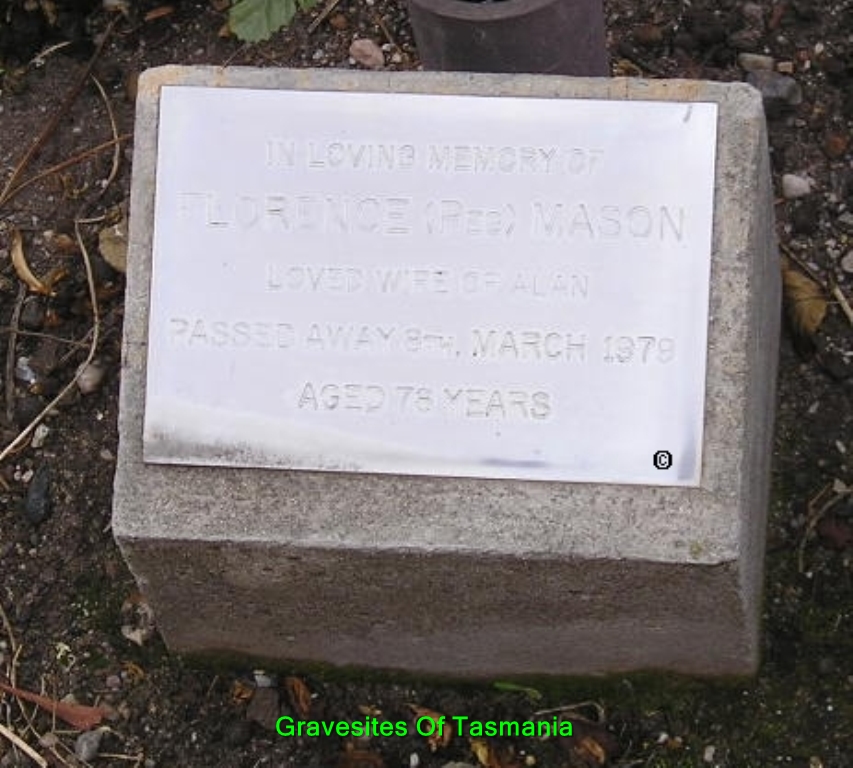 IN LOVING MEMORY OF
FLORENCE (REE) MASON
LOVED WIFE OF ALAN
PASSED AWAY 8TH. MARCH 1979
AGED 78 YEARS
©
Gravesites Of Tasmania